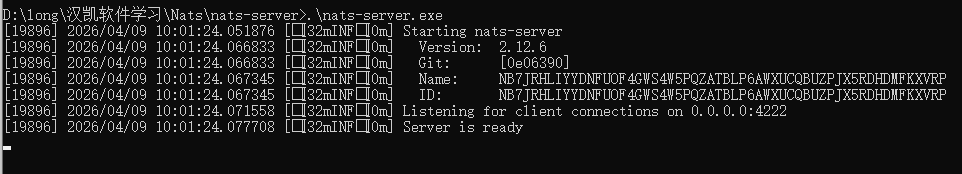 D:\long\汉凯软件学习\Nats\nats-server>.\nats-server.exe
[19896] 2026/04/09 10:01:24.051876 [□[32mINF□[0m] Starting nats-server
[19896] 2026/04/09 10:01:24.066833 [□[32mINF□[0m]   Version:  2.12.6
[19896] 2026/04/09 10:01:24.066833 [□[32mINF□[0m]   Git:      [0e06390]
[19896] 2026/04/09 10:01:24.067345 [□[32mINF□[0m]   Name:     NB7JRHLIYYDNFUOF4GWS4W5PQZATBLP6AWXUCQBUZPJX5RDHDMFKXVRP
[19896] 2026/04/09 10:01:24.067345 [□[32mINF□[0m]   ID:       NB7JRHLIYYDNFUOF4GWS4W5PQZATBLP6AWXUCQBUZPJX5RDHDMFKXVRP
[19896] 2026/04/09 10:01:24.071558 [□[32mINF□[0m] Listening for client connections on 0.0.0.0:4222
[19896] 2026/04/09 10:01:24.077708 [□[32mINF□[0m] Server is ready